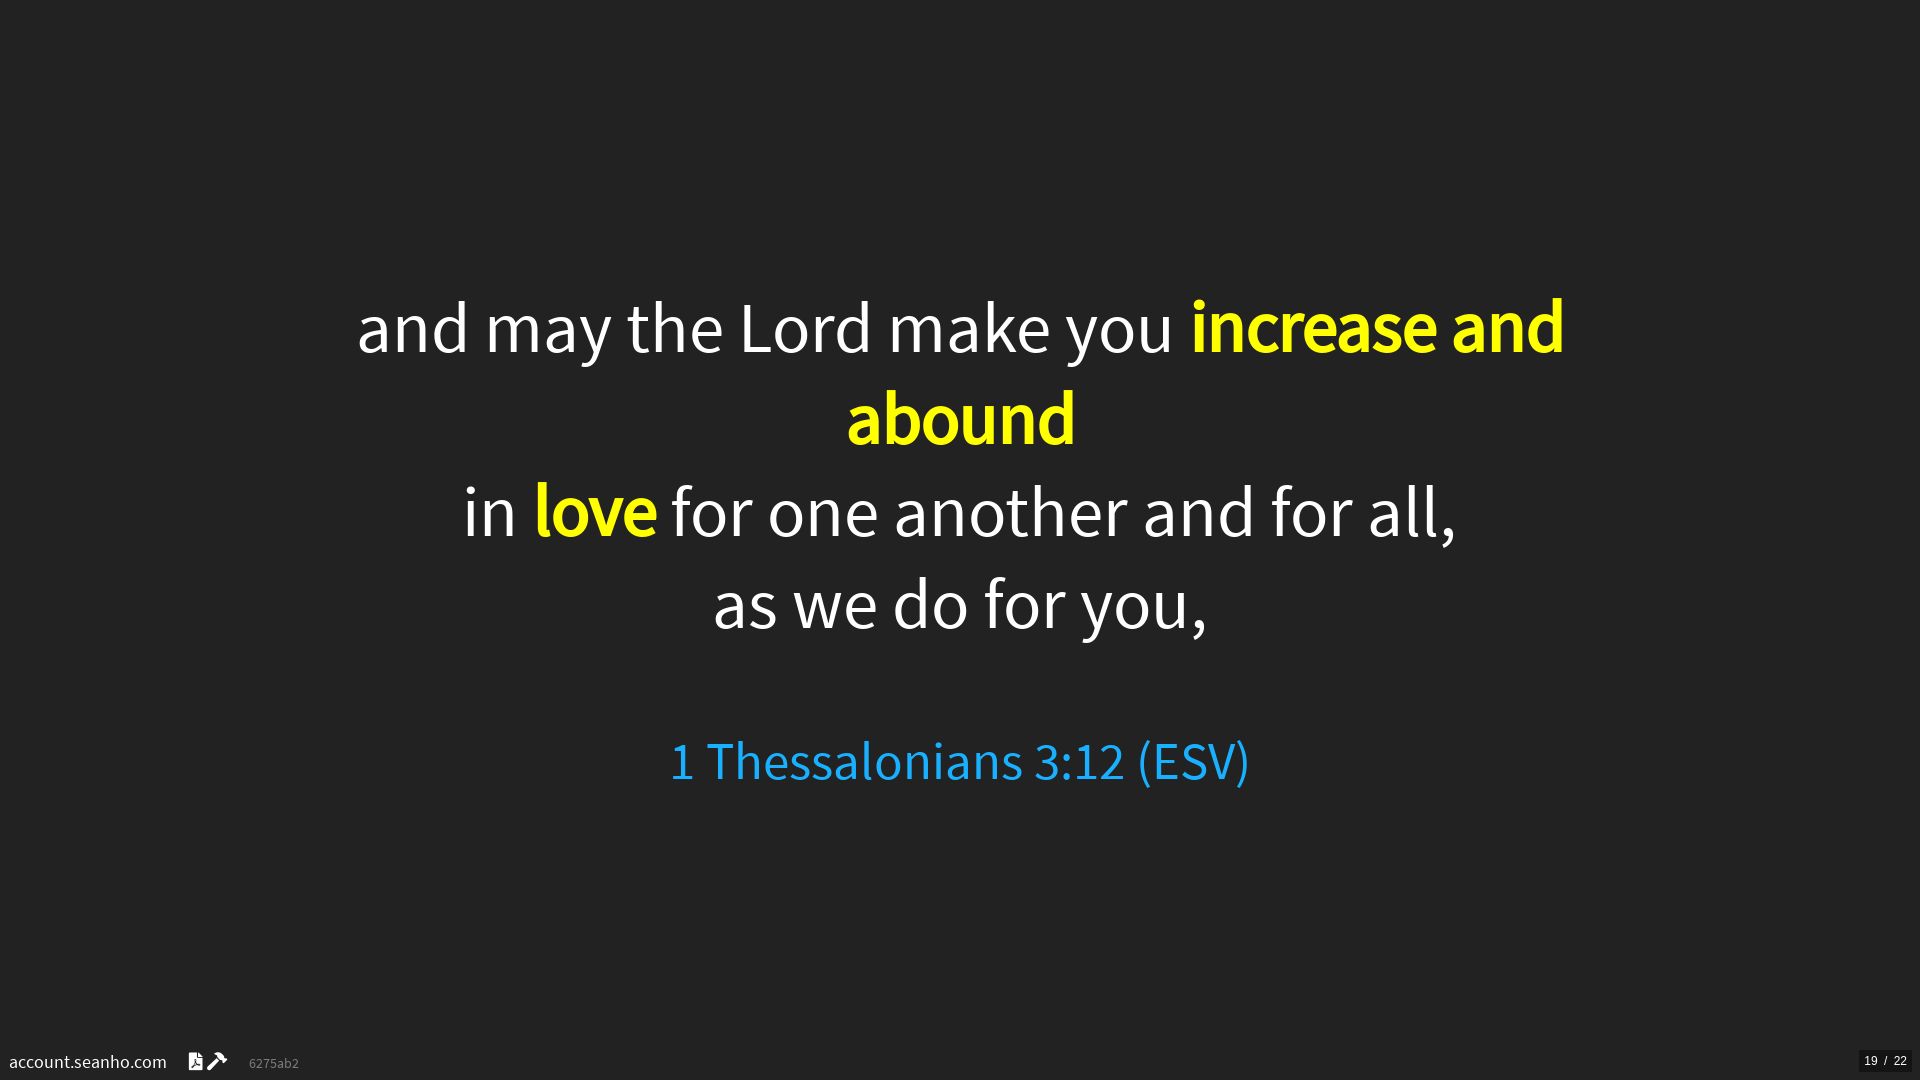 and may the Lord make you increase and
abound
in love for one another and for all,
as we do for you,
1 Thessalonians 3:12 (ESV)
account.seanho.com 6275ab2
19 / 22